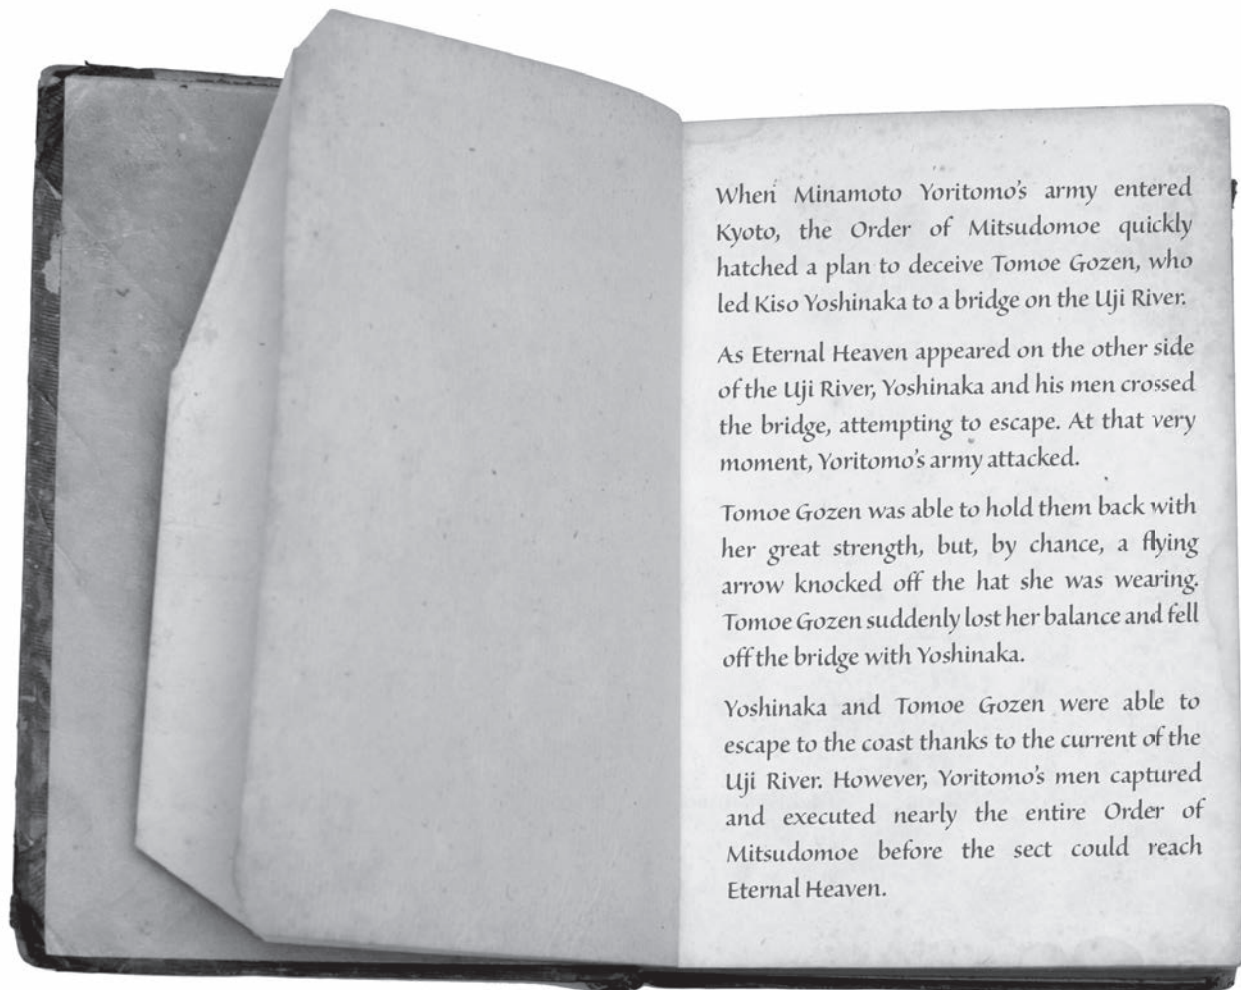 When Minamoto Yoritomo's army entered
Kyoto, the Order of Mitsudomoe quickly
hatched a plan to deceive Tomoe Gozen, who
led Kiso Yoshinaka to a bridge on the Uji River.
As Eternal Heaven appeared on the other side
of the Uji River, Yoshinaka and his men crossed
the bridge, attempting to escape. At that very
moment, Yoritomo's army attacked.
Tomoe Gozen was able to hold them back with
her great strength, but, by chance, a flying
arrow knocked off the hat she was wearing.
Tomoe Gozen suddenly lost her balance and fell
off the bridge with Yoshinaka.
Yoshinaka and Tomoe Gozen were able to
escape to the coast thanks to the current of the
Uji River. However, Yoritomo's men captured
and executed nearly the entire Order of
Mitsudomoe before the sect could reach
Eternal Heaven.